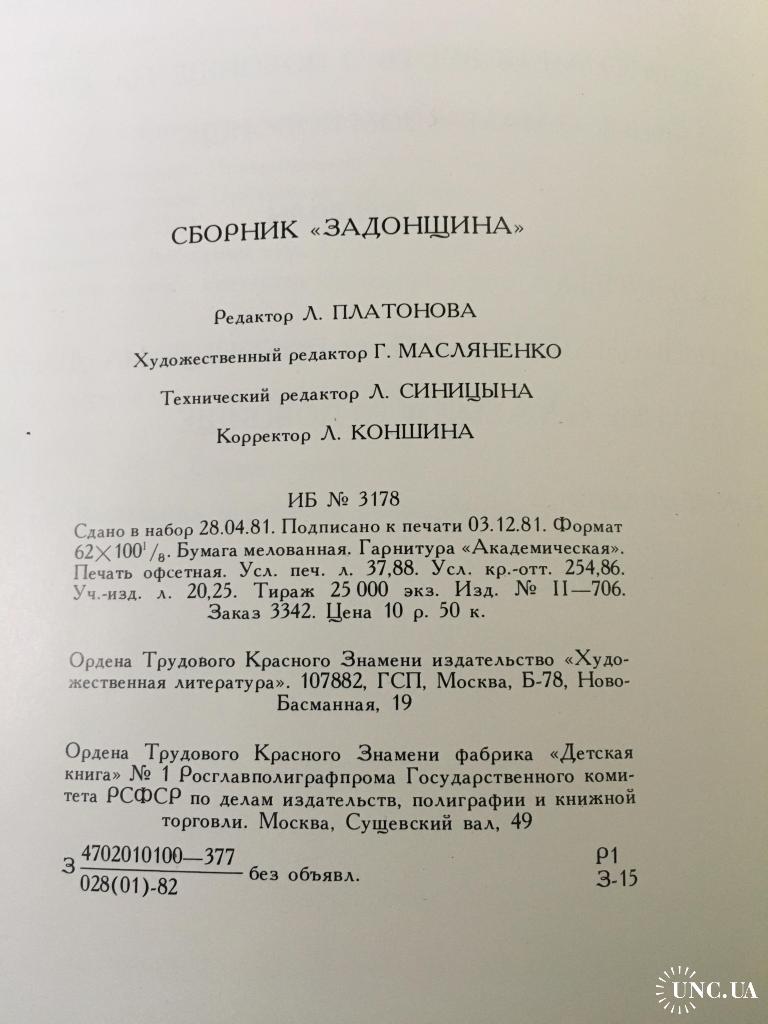 СБОРНИК «ЗАДОНЩИНА»
Редактор Л. ПЛАТОНОВА
Художественный редактор Г. МАСЛЯНЕНКО
Технический редактор Л. СИНИЦЫНА
Корректор Л. КОНШИНА
ИБ № 3178
Сдано в набор 28.04.81. Подписано к печати 03.12.81. Формат
62×100¹/₈. Бумага мелованная. Гарнитура «Академическая».
Печать офсетная. Усл. печ. л. 37,88. Усл. кр.-отт. 254,86.
Уч.-изд. л. 20,25. Тираж 25 000 экз. Изд. № II—706.
Заказ 3342. Цена 10 р. 50 к.
Ордена Трудового Красного Знамени издательство «Худо-
жественная литература». 107882, ГСП, Москва, Б-78, Ново-
Басманная, 19
Ордена Трудового Красного Знамени фабрика «Детская
книга» № 1 Росглавполиграфпрома Государственного коми-
тета РСФСР по делам издательств, полиграфии и книжной
торговли. Москва, Сущевский вал, 49
З 4702010100—377
028(01)-82 без объявл.
Р1
З-15
UNC.UA